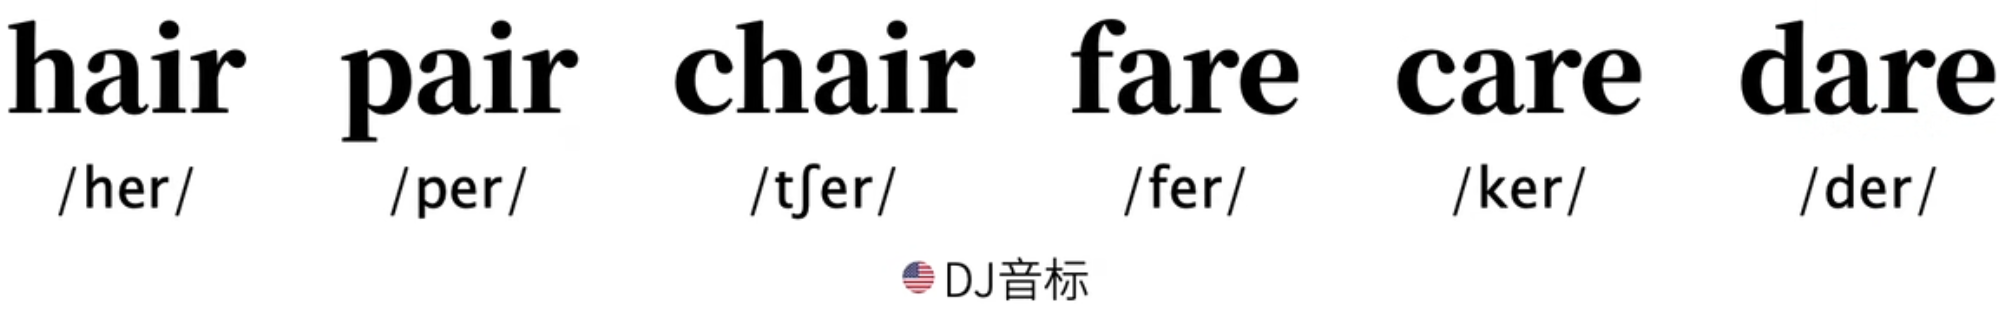 hair pair chair fare care dare
/her/ /per/ /tʃer/ /fer/ /ker/ /der/
DJ音标